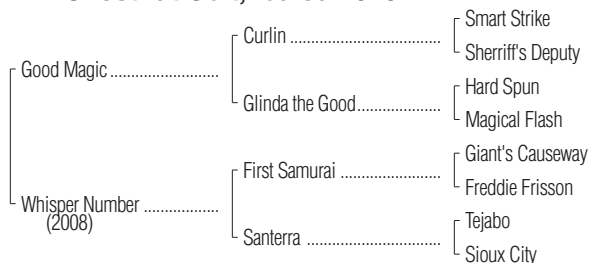 Smart Strike
Curlin ........................................
Sherriff's Deputy
Good Magic ............................
Hard Spun
Glinda the Good ......................
Magical Flash
Giant's Causeway
First Samurai ..........................
Freddie Frisson
Whisper Number ...................
(2008)
Tejabo
Santerra ...................................
Sioux City